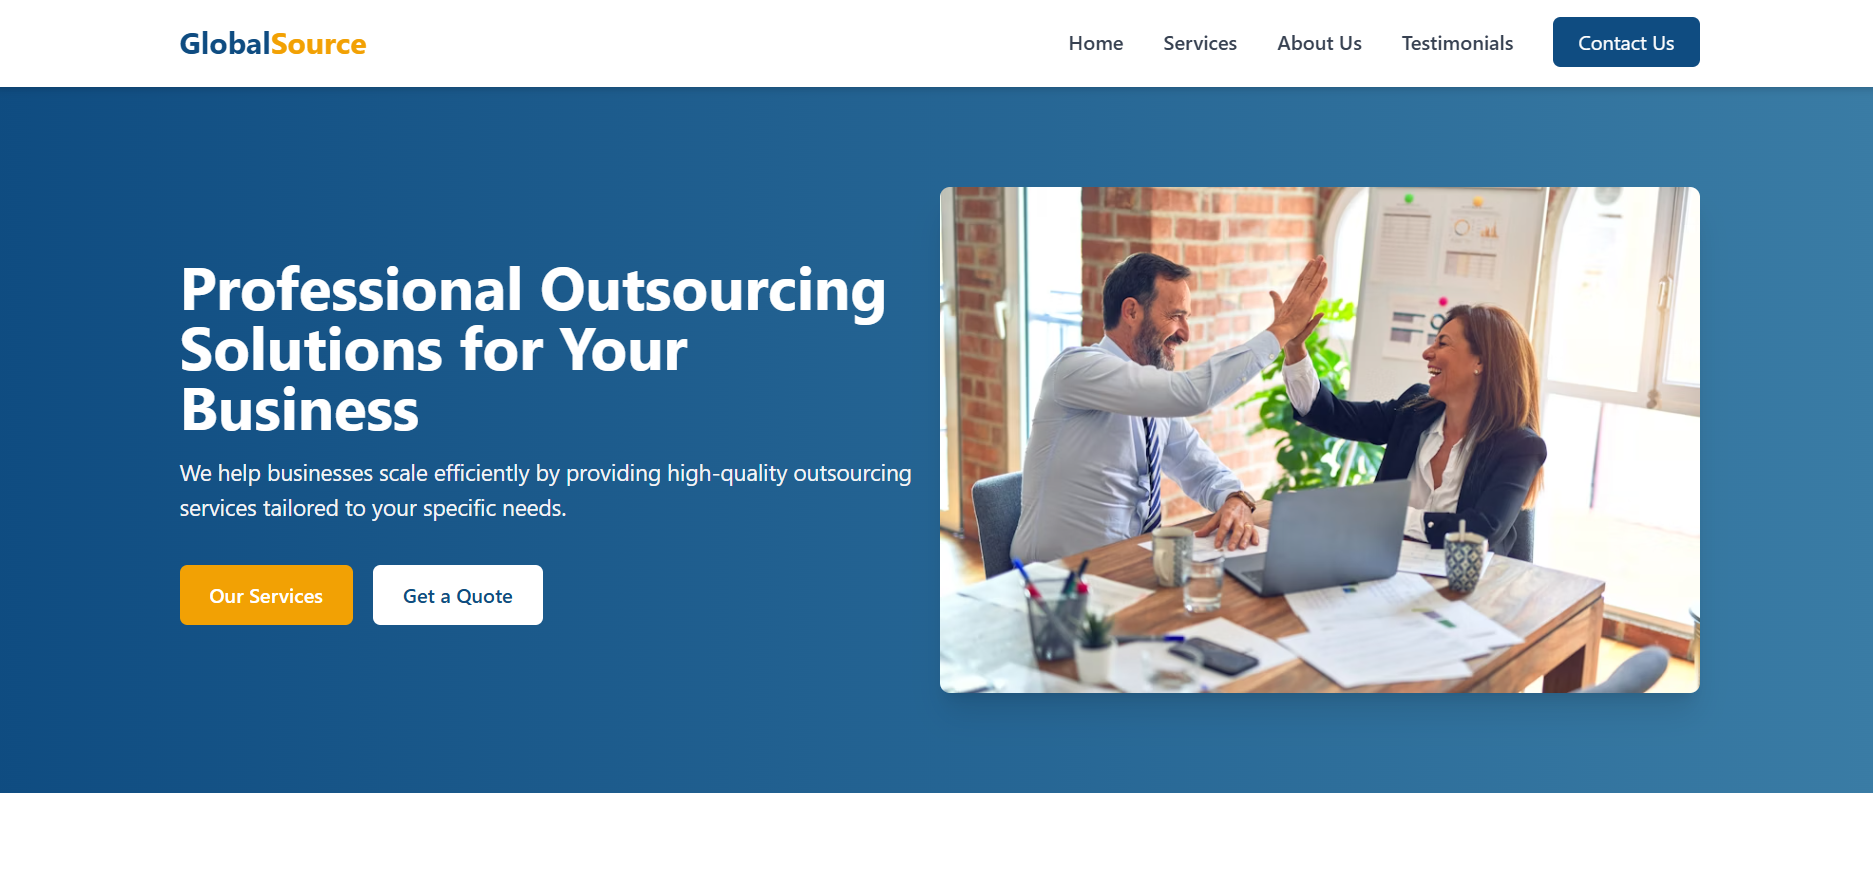 GlobalSource
Home
Services
About Us
Testimonials
Contact Us
Professional Outsourcing
Solutions for Your
Business
We help businesses scale efficiently by providing high-quality outsourcing
services tailored to your specific needs.
Our Services
Get a Quote